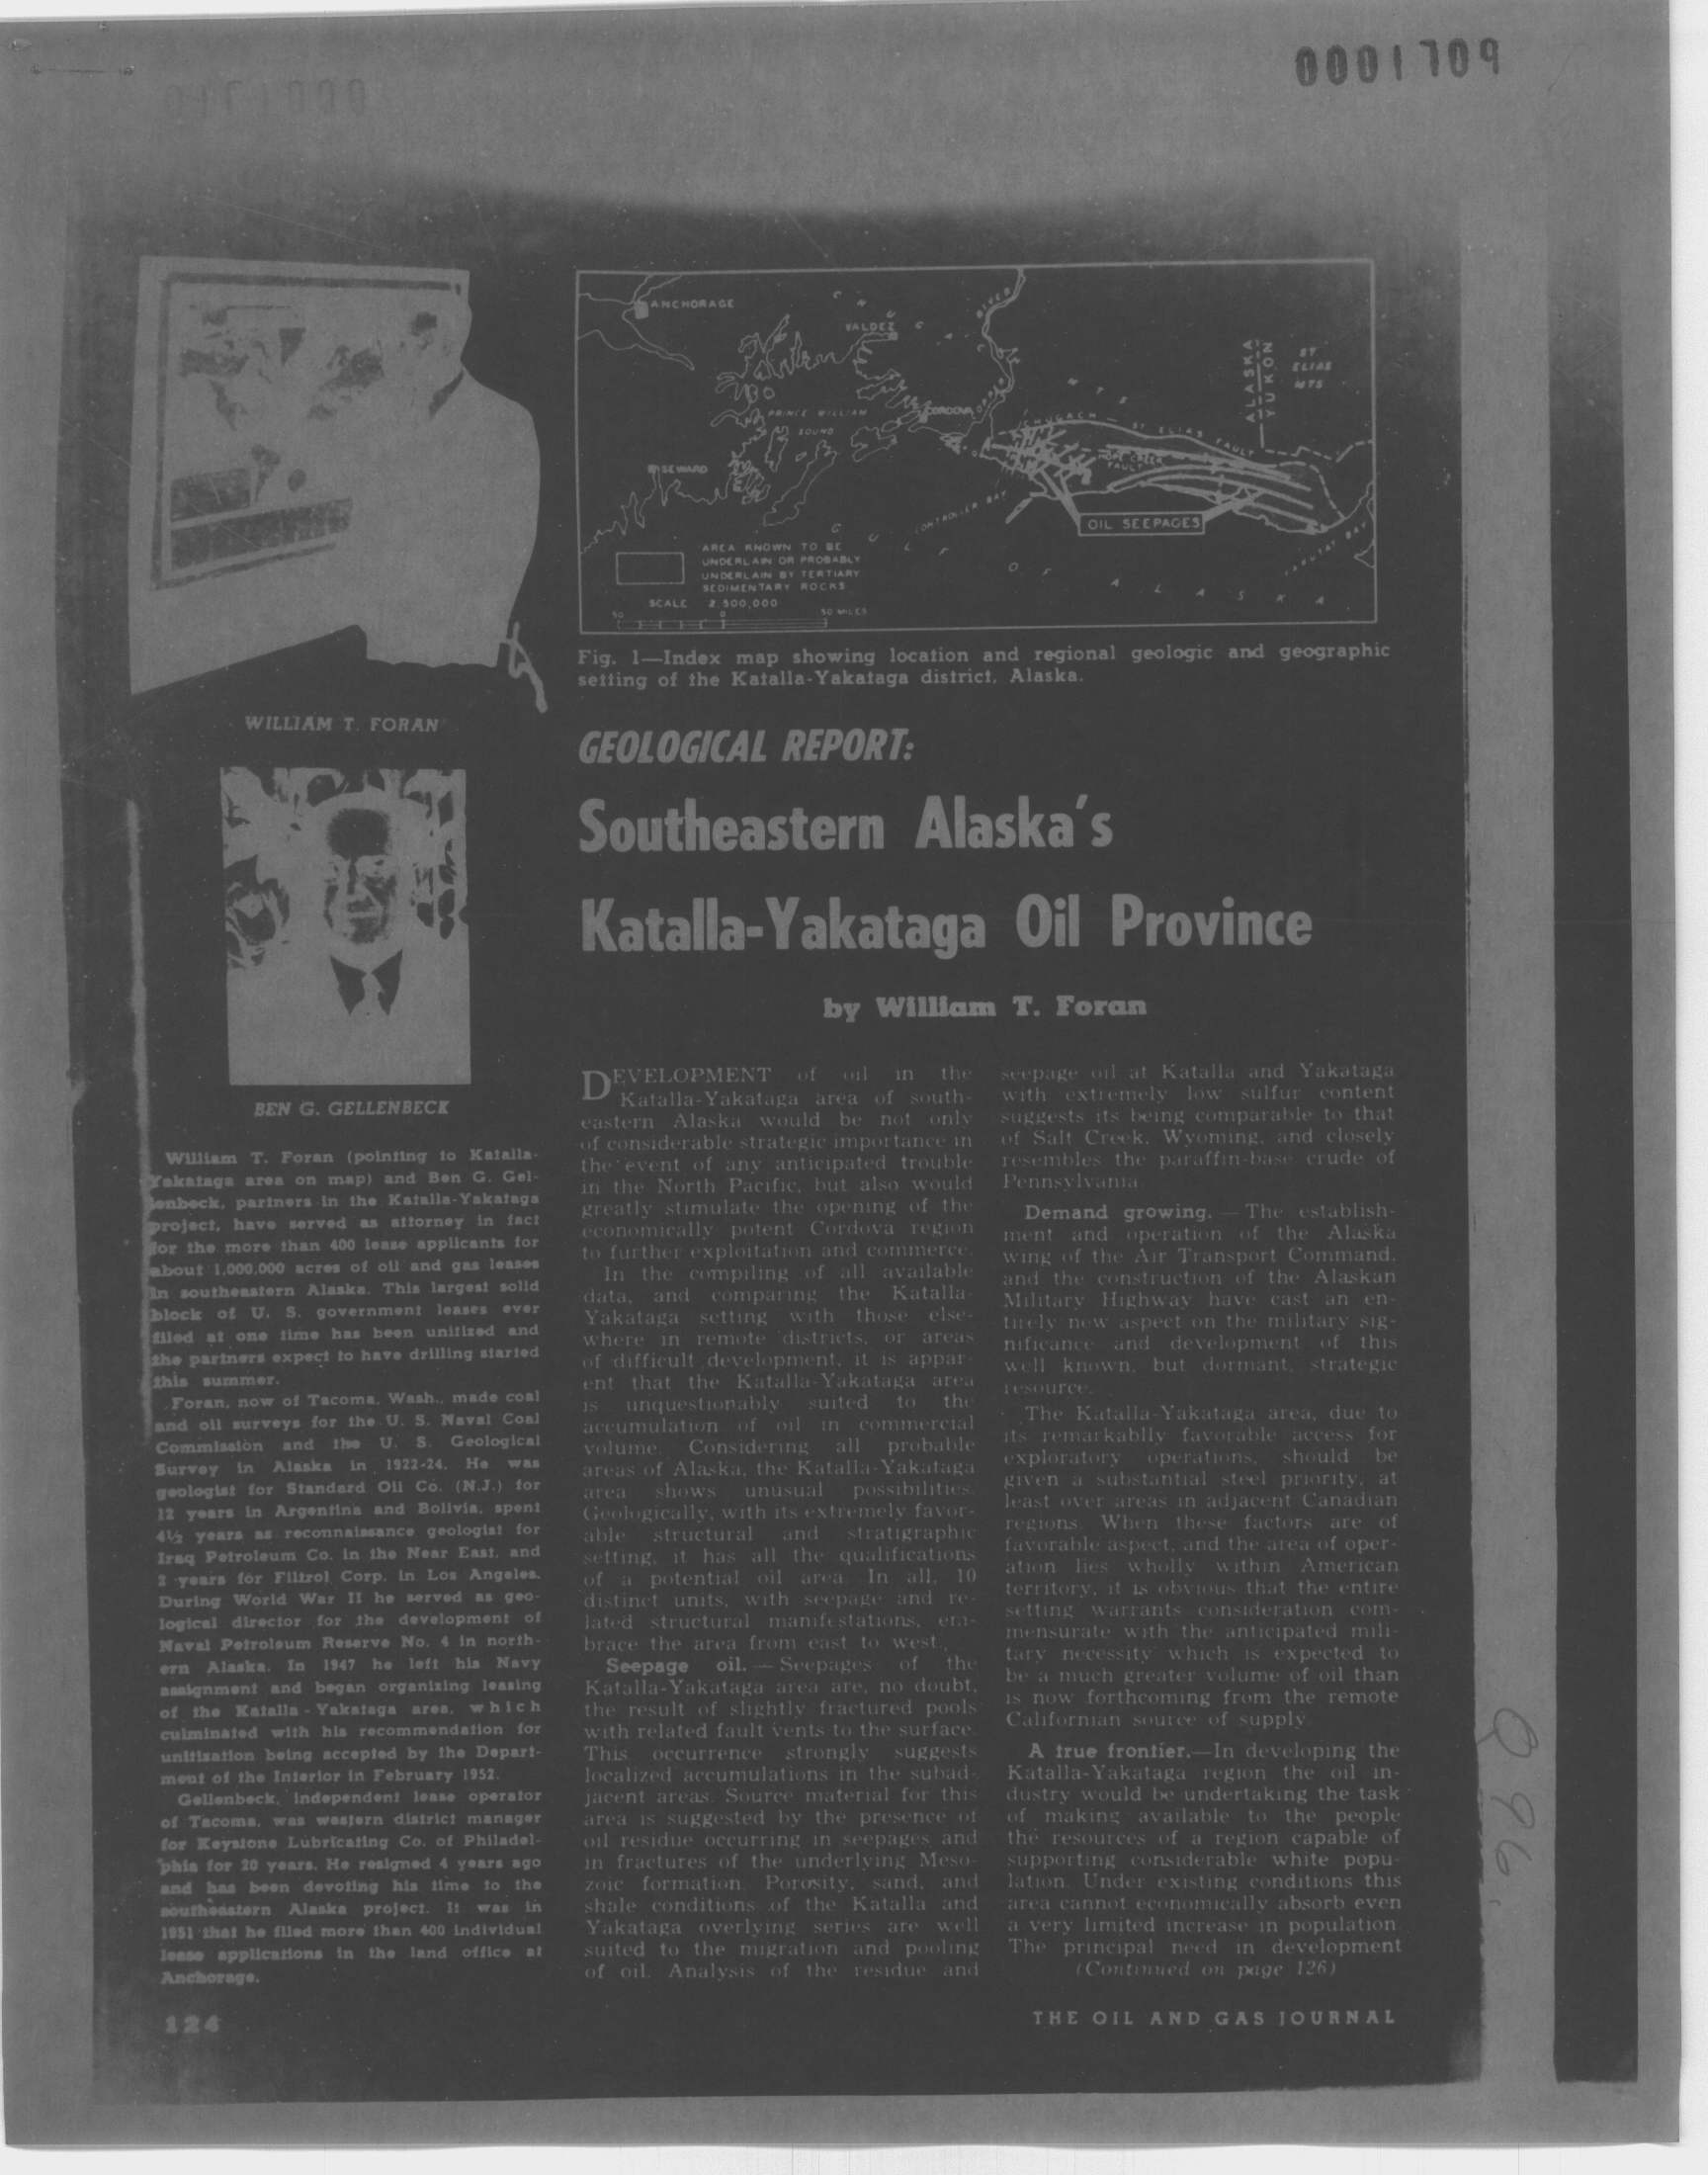 0001709
ANCHORAGE
VALDEZ
CORDOVA
PRINCE WILLIAM
SOUND
SEWARD
ALASKA
YUKON
ST
ELIAS
MTS
CHUGACH — ST ELIAS FAULT
HOPE CREEK
FAULT
CONTROLLER BAY
OIL SEEPAGES
YAKUTAT BAY
GULF OF ALASKA
AREA KNOWN TO BE
UNDERLAIN OR PROBABLY
UNDERLAIN BY TERTIARY
SEDIMENTARY ROCKS
SCALE 2 500,000
50 0 50 MILES
Fig. 1—Index map showing location and regional geologic and geographic
setting of the Katalla-Yakataga district, Alaska.
WILLIAM T. FORAN
BEN G. GELLENBECK
William T. Foran (pointing to Katalla-
Yakataga area on map) and Ben G. Gel-
lenbeck, partners in the Katalla-Yakataga
project, have served as attorney in fact
for the more than 400 lease applicants for
about 1,000,000 acres of oil and gas leases
in southeastern Alaska. This largest solid
block of U. S. government leases ever
filed at one time has been unitized and
the partners expect to have drilling started
this summer.
Foran, now of Tacoma, Wash., made coal
and oil surveys for the U. S. Naval Coal
Commission and the U. S. Geological
Survey in Alaska in 1922-24. He was
geologist for Standard Oil Co. (N.J.) for
12 years in Argentina and Bolivia, spent
4½ years as reconnaissance geologist for
Iraq Petroleum Co. in the Near East, and
2 years for Filtrol Corp. in Los Angeles.
During World War II he served as geo-
logical director for the development of
Naval Petroleum Reserve No. 4 in north-
ern Alaska. In 1947 he left his Navy
assignment and began organizing leasing
of the Katalla-Yakataga area, which
culminated with his recommendation for
unitization being accepted by the Depart-
ment of the Interior in February 1952.
Gellenbeck, independent lease operator
of Tacoma, was western district manager
for Keystone Lubricating Co. of Philadel-
phia for 20 years. He resigned 4 years ago
and has been devoting his time to the
southeastern Alaska project. It was in
1951 that he filed more than 400 individual
lease applications in the land office at
Anchorage.
GEOLOGICAL REPORT:
Southeastern Alaska's
Katalla-Yakataga Oil Province
by William T. Foran
DEVELOPMENT of oil in the
Katalla-Yakataga area of south-
eastern Alaska would be not only
of considerable strategic importance in
the event of any anticipated trouble
in the North Pacific, but also would
greatly stimulate the opening of the
economically potent Cordova region
to further exploitation and commerce.
In the compiling of all available
data, and comparing the Katalla-
Yakataga setting with those else-
where in remote districts, or areas
of difficult development, it is appar-
ent that the Katalla-Yakataga area
is unquestionably suited to the
accumulation of oil in commercial
volume. Considering all probable
areas of Alaska, the Katalla-Yakataga
area shows unusual possibilities.
Geologically, with its extremely favor-
able structural and stratigraphic
setting, it has all the qualifications
of a potential oil area. In all, 10
distinct units, with seepage and re-
lated structural manifestations, em-
brace the area from east to west.
Seepage oil.—Seepages of the
Katalla-Yakataga area are, no doubt,
the result of slightly fractured pools
with related fault vents to the surface.
This occurrence strongly suggests
localized accumulations in the subad-
jacent areas. Source material for this
area is suggested by the presence of
oil residue occurring in seepages and
in fractures of the underlying Meso-
zoic formation. Porosity, sand, and
shale conditions of the Katalla and
Yakataga overlying series are well
suited to the migration and pooling
of oil. Analysis of the residue and
seepage oil at Katalla and Yakataga
with extremely low sulfur content
suggests its being comparable to that
of Salt Creek, Wyoming, and closely
resembles the paraffin-base crude of
Pennsylvania
Demand growing.—The establish-
ment and operation of the Alaska
wing of the Air Transport Command,
and the construction of the Alaskan
Military Highway have cast an en-
tirely new aspect on the military sig-
nificance and development of this
well known, but dormant, strategic
resource.
The Katalla-Yakataga area, due to
its remarkablly favorable access for
exploratory operations, should be
given a substantial steel priority, at
least over areas in adjacent Canadian
regions. When these factors are of
favorable aspect, and the area of oper-
ation lies wholly within American
territory, it is obvious that the entire
setting warrants consideration com-
mensurate with the anticipated mili-
tary necessity which is expected to
be a much greater volume of oil than
is now forthcoming from the remote
Californian source of supply.
A true frontier.—In developing the
Katalla-Yakataga region the oil in-
dustry would be undertaking the task
of making available to the people
the resources of a region capable of
supporting considerable white popu-
lation. Under existing conditions this
area cannot economically absorb even
a very limited increase in population
The principal need in development
(Continued on page 126)
124
THE OIL AND GAS JOURNAL